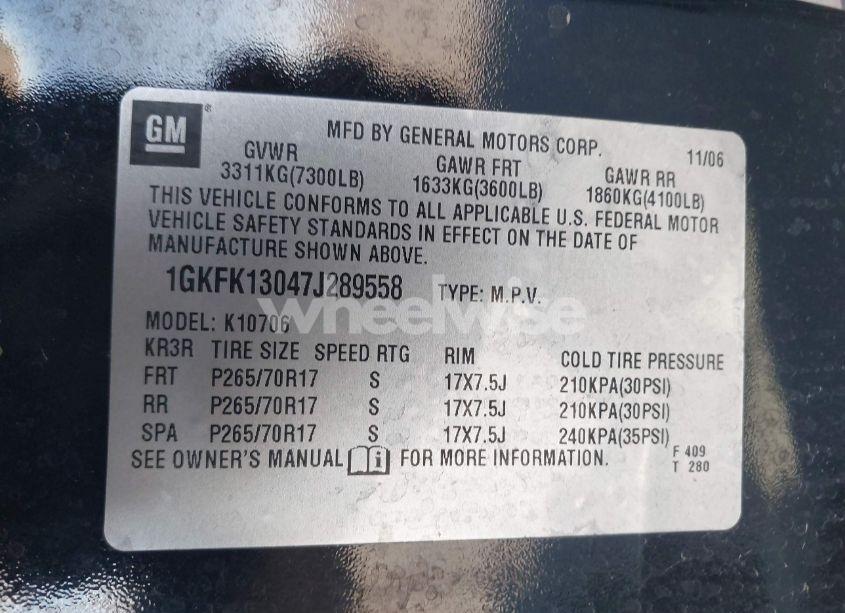 GM ®
MFD BY GENERAL MOTORS CORP. 11/06
GVWR GAWR FRT GAWR RR
3311KG(7300LB) 1633KG(3600LB) 1860KG(4100LB)
THIS VEHICLE CONFORMS TO ALL APPLICABLE U.S. FEDERAL MOTOR
VEHICLE SAFETY STANDARDS IN EFFECT ON THE DATE OF
MANUFACTURE SHOWN ABOVE.
1GKFK13047J289558 TYPE: M.P.V.
wheelwise
MODEL: K10706
KR3R TIRE SIZE SPEED RTG RIM COLD TIRE PRESSURE
FRT P265/70R17 S 17X7.5J 210KPA(30PSI)
RR P265/70R17 S 17X7.5J 210KPA(30PSI)
SPA P265/70R17 S 17X7.5J 240KPA(35PSI)
SEE OWNER'S MANUAL i FOR MORE INFORMATION.
F 409
T 280